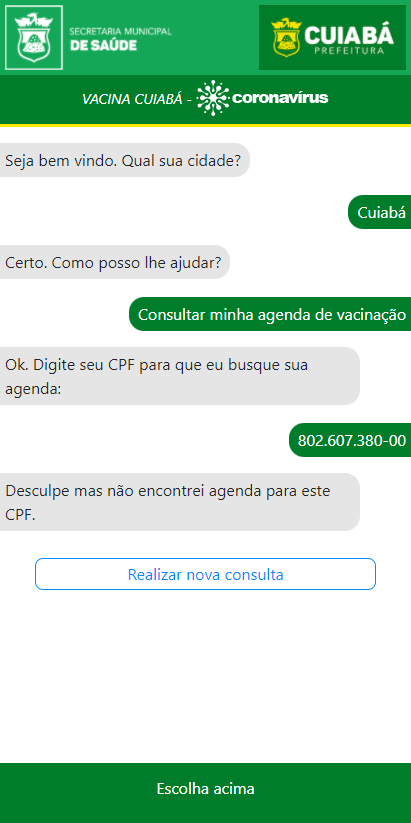 SECRETARIA MUNICIPAL
DE SAÚDE
CUIABÁ
PREFEITURA
VACINA CUIABÁ - coronavírus
Seja bem vindo. Qual sua cidade?
Cuiabá
Certo. Como posso lhe ajudar?
Consultar minha agenda de vacinação
Ok. Digite seu CPF para que eu busque sua
agenda:
802.607.380-00
Desculpe mas não encontrei agenda para este
CPF.
Realizar nova consulta
Escolha acima